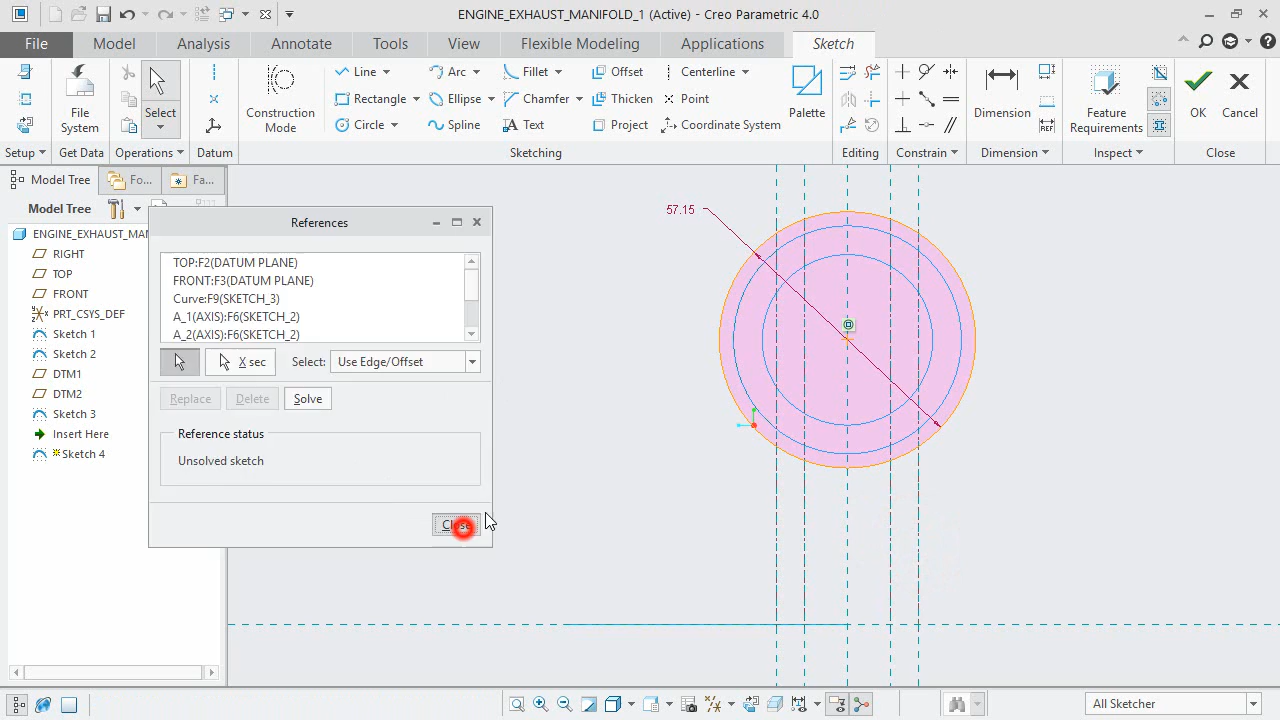 ENGINE_EXHAUST_MANIFOLD_1 (Active) - Creo Parametric 4.0
File Model Analysis Annotate Tools View Flexible Modeling Applications Sketch
Line Arc Fillet Offset Centerline
Rectangle Ellipse Chamfer Thicken Point
Circle Spline Text Project Coordinate System
File System Select Construction Mode Palette Dimension Feature Requirements OK Cancel
Setup Get Data Operations Datum Sketching Editing Constrain Dimension Inspect Close
Model Tree Fo... Fa...
Model Tree
ENGINE_EXHAUST_MAN
RIGHT
TOP
FRONT
PRT_CSYS_DEF
Sketch 1
Sketch 2
DTM1
DTM2
Sketch 3
Insert Here
Sketch 4
References
TOP:F2(DATUM PLANE)
FRONT:F3(DATUM PLANE)
Curve:F9(SKETCH_3)
A_1(AXIS):F6(SKETCH_2)
A_2(AXIS):F6(SKETCH_2)
X sec Select: Use Edge/Offset
Replace Delete Solve
Reference status
Unsolved sketch
57.15
All Sketcher